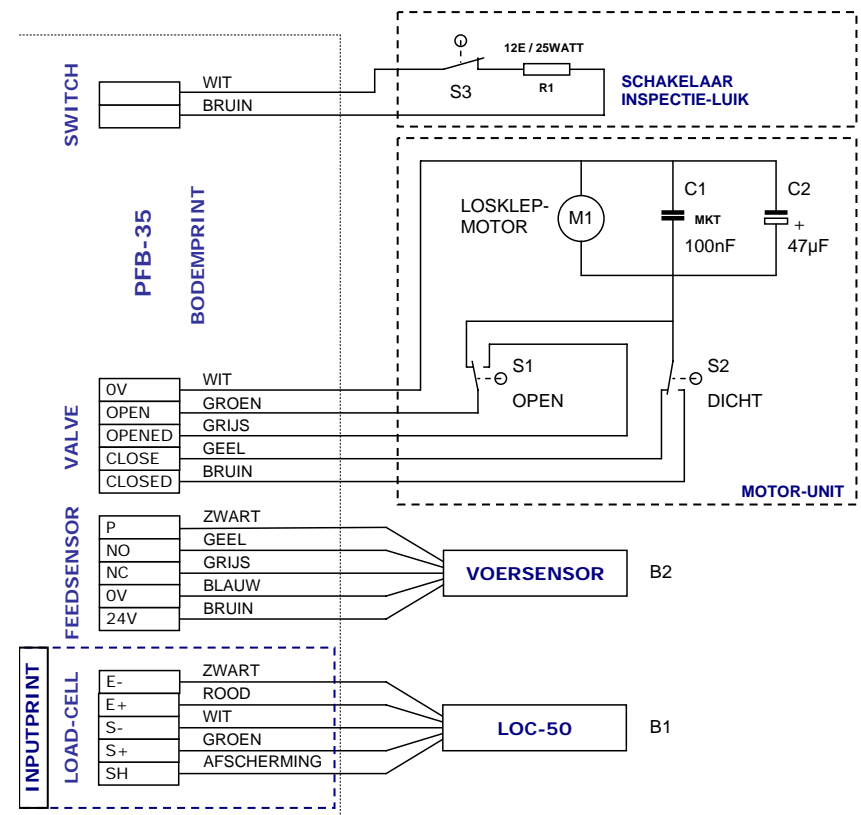 SWITCH
WIT
BRUIN
S3
12E / 25WATT
R1
SCHAKELAAR
INSPECTIE-LUIK
PFB-35
BODEMPRINT
LOSKLEP-
MOTOR
M1
C1
MKT
100nF
C2
+
47µF
S1
OPEN
S2
DICHT
MOTOR-UNIT
VALVE
0V
WIT
OPEN
GROEN
OPENED
GRIJS
CLOSE
GEEL
CLOSED
BRUIN
FEEDSENSOR
P
ZWART
NO
GEEL
NC
GRIJS
0V
BLAUW
24V
BRUIN
VOERSENSOR
B2
INPUTPRINT
LOAD-CELL
E-
ZWART
E+
ROOD
S-
WIT
S+
GROEN
SH
AFSCHERMING
LOC-50
B1